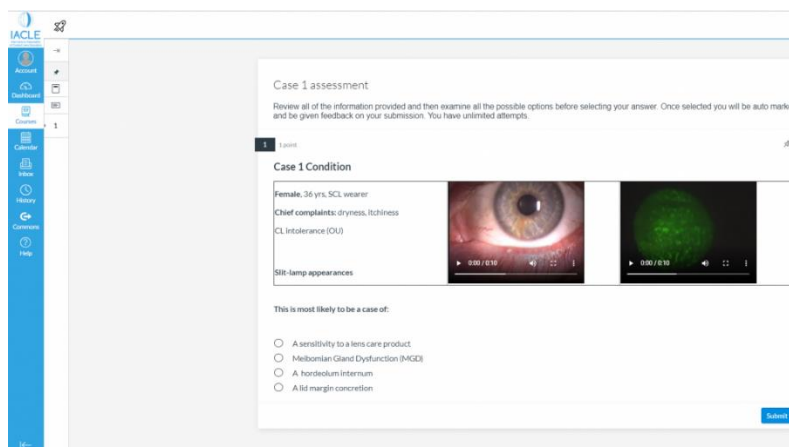 IACLE
Account
Dashboard
Courses
Calendar
Inbox
History
Commons
Help
1
Case 1 assessment
Review all of the information provided and then examine all the possible options before selecting your answer. Once selected you will be auto marke
and be given feedback on your submission. You have unlimited attempts.
1 1 point
Case 1 Condition
Female, 36 yrs, SCL wearer
Chief complaints: dryness, itchiness
CL intolerance (OU)
Slit-lamp appearances
0:00 / 0:10
0:00 / 0:10
This is most likely to be a case of:
A sensitivity to a lens care product
Meibomian Gland Dysfunction (MGD)
A hordeolum internum
A lid margin concretion
Submit